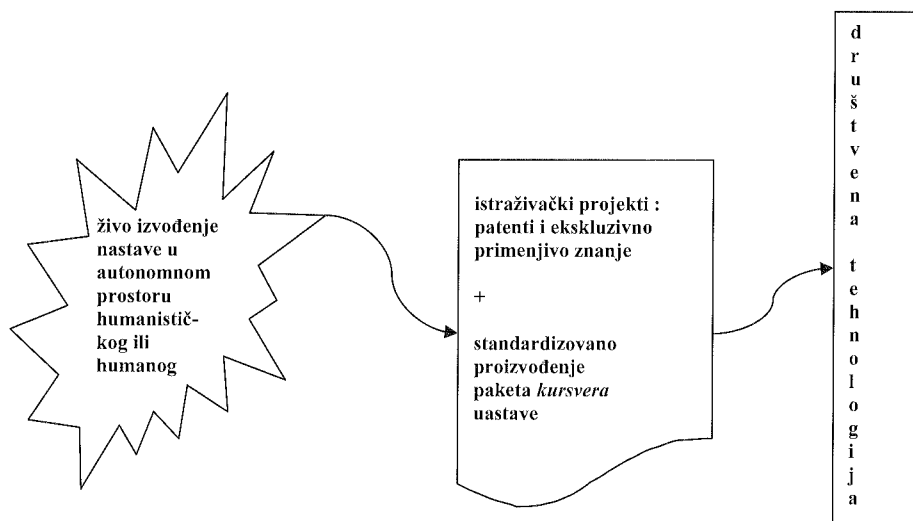 živo izvođenje
nastave u
autonomnom
prostoru
humanistič-
kog ili
humanog
istraživački projekti :
patenti i ekskluzivno
primenjivo znanje
+
standardizovano
proizvođenje
paketa kursvera
uastave
d
r
u
š
t
v
e
n
a
t
e
h
n
o
l
o
g
i
j
a